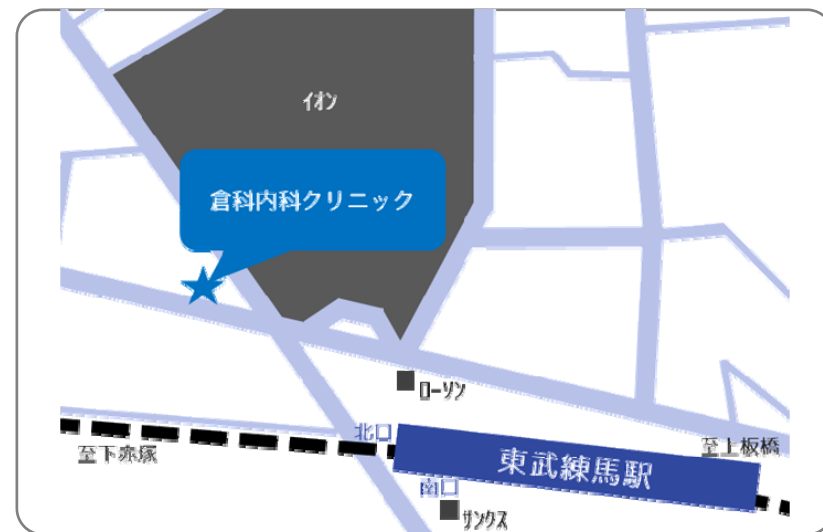 イオン
倉科内科クリニック
ローソン
北口
至上板橋
至下赤塚
東武練馬駅
南口
サンクス